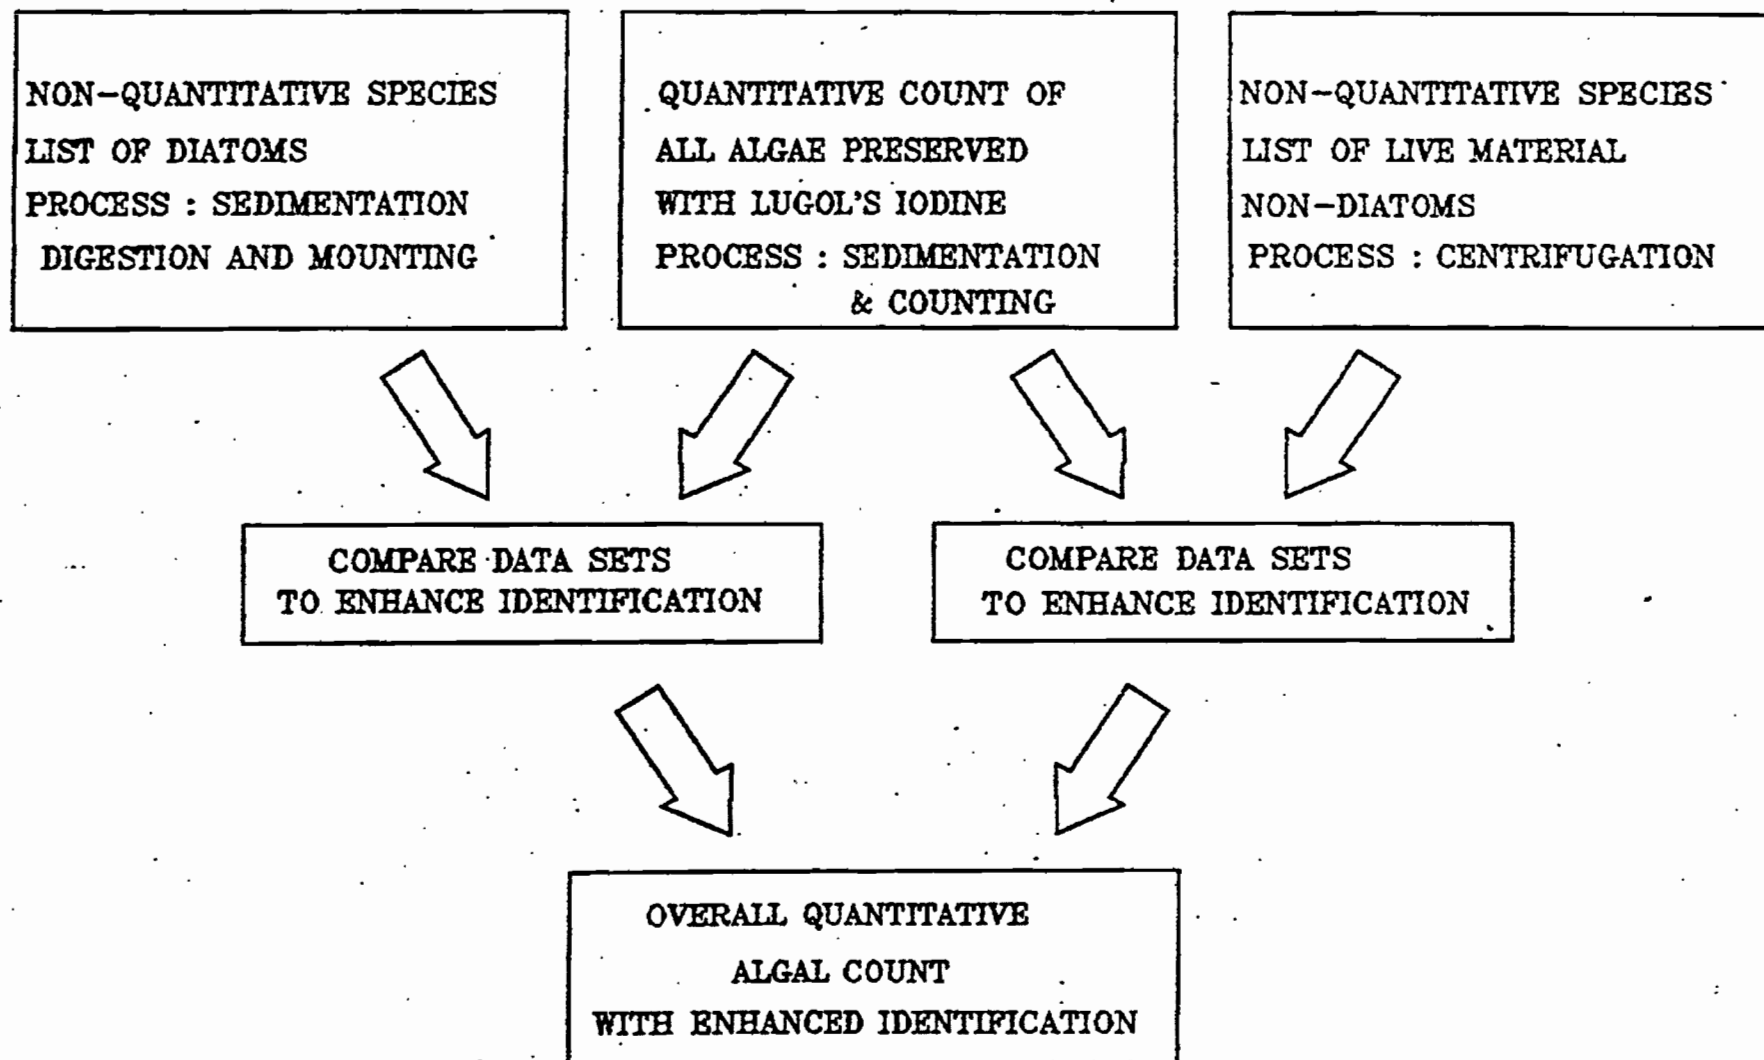 NON-QUANTITATIVE SPECIES
LIST OF DIATOMS
PROCESS : SEDIMENTATION
DIGESTION AND MOUNTING
QUANTITATIVE COUNT OF
ALL ALGAE PRESERVED
WITH LUGOL'S IODINE
PROCESS : SEDIMENTATION
& COUNTING
NON-QUANTITATIVE SPECIES
LIST OF LIVE MATERIAL
NON-DIATOMS
PROCESS : CENTRIFUGATION
COMPARE DATA SETS
TO ENHANCE IDENTIFICATION
COMPARE DATA SETS
TO ENHANCE IDENTIFICATION
OVERALL QUANTITATIVE
ALGAL COUNT
WITH ENHANCED IDENTIFICATION